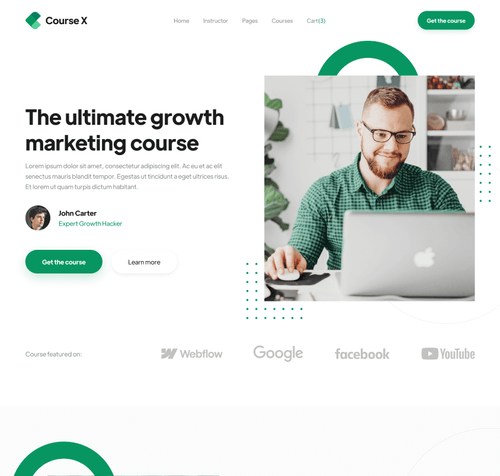 Course X
Home Instructor Pages Courses Cart(3)
Get the course
The ultimate growth
marketing course
Lorem ipsum dolor sit amet, consectetur adipiscing elit. Ac eu et ac elit
senectus mauris blandit tempor. Egestas ut tincidunt a eget ultrices risus.
Et lorem ut quam turpis dictum habitant.
John Carter
Expert Growth Hacker
Get the course Learn more
Course featured on:
Webflow Google facebook YouTube